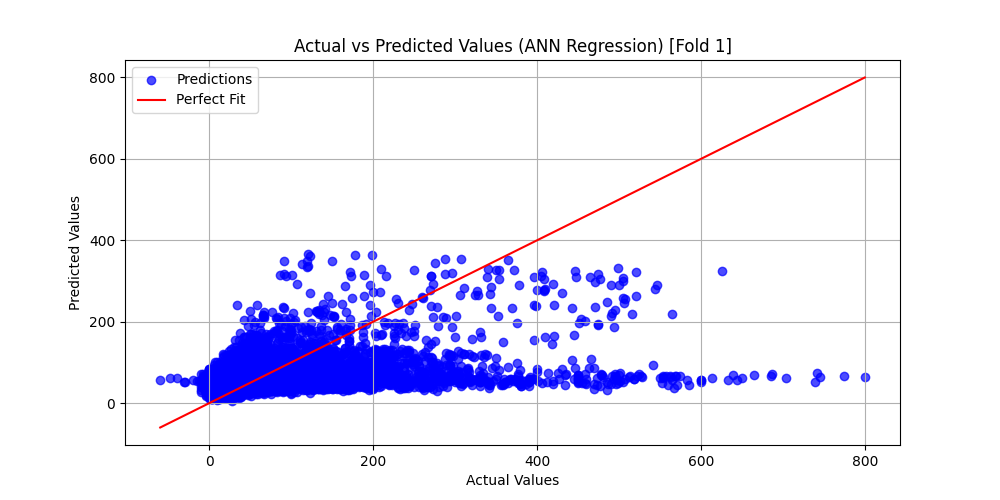 Actual vs Predicted Values (ANN Regression) [Fold 1]
Predictions
Perfect Fit
Predicted Values
800
600
400
200
0
0 200 400 600 800
Actual Values